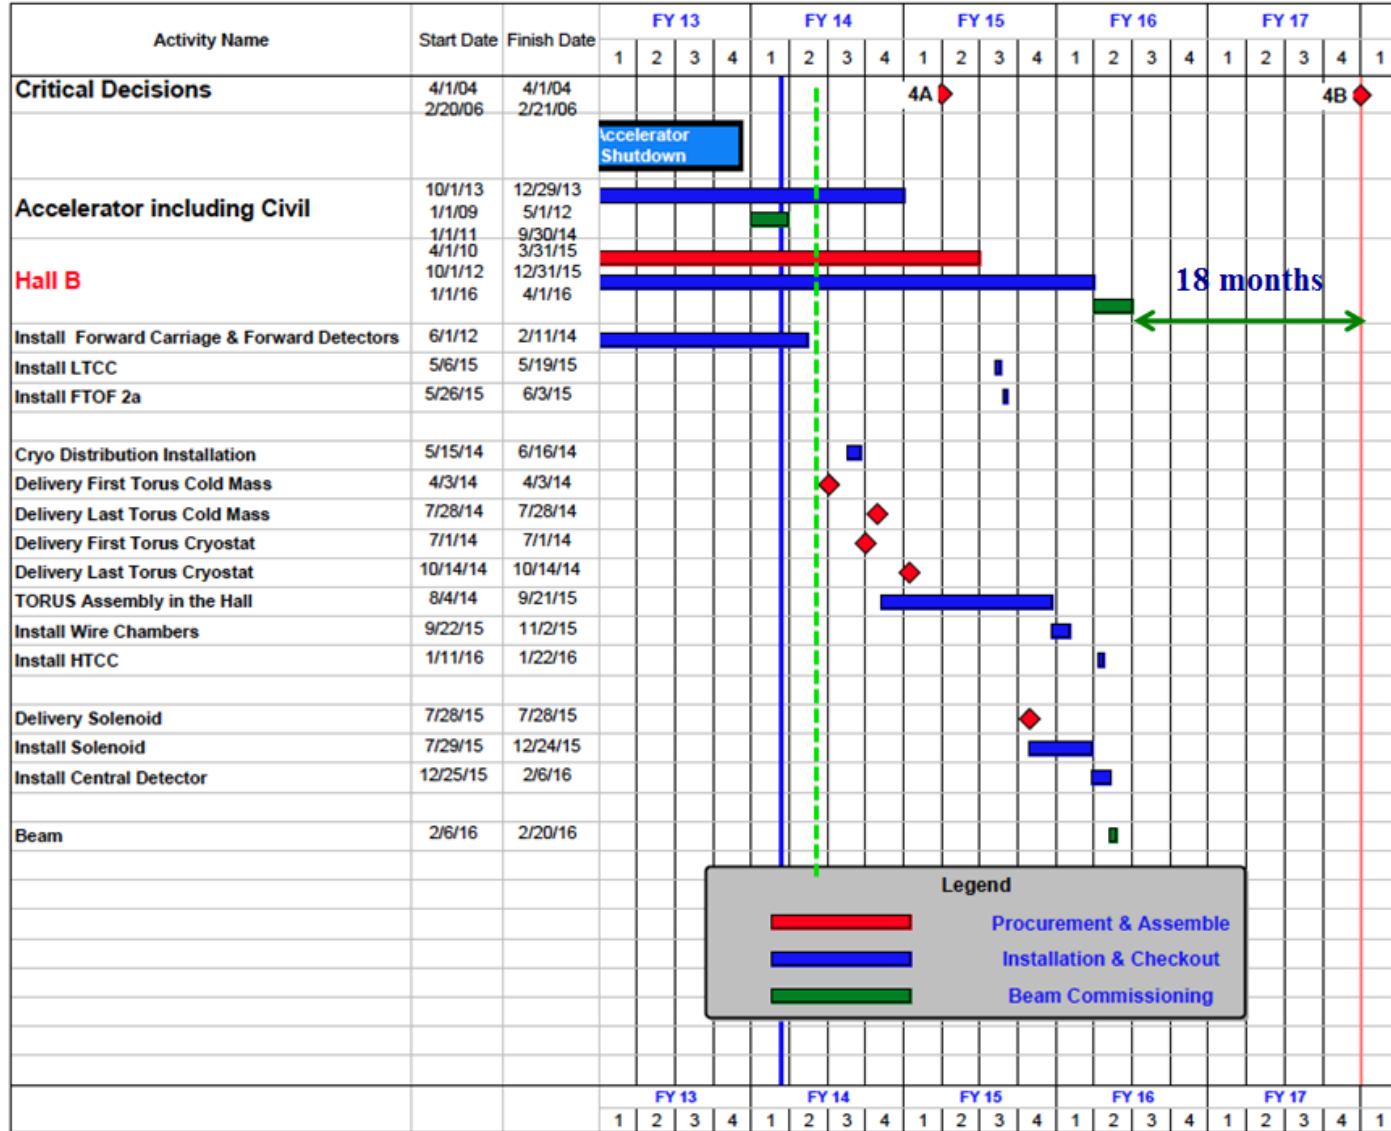 Activity Name Start Date Finish Date FY 13 FY 14 FY 15 FY 16 FY 17
1 2 3 4 1 2 3 4 1 2 3 4 1 2 3 4 1 2 3 4 1
Critical Decisions 4/1/04 4/1/04 4A 4B
2/20/06 2/21/06
Accelerator
Shutdown
10/1/13 12/29/13
Accelerator including Civil 1/1/09 5/1/12
1/1/11 9/30/14
4/1/10 3/31/15
Hall B 10/1/12 12/31/15 18 months
1/1/16 4/1/16
Install Forward Carriage & Forward Detectors 6/1/12 2/11/14
Install LTCC 5/6/15 5/19/15
Install FTOF 2a 5/26/15 6/3/15
Cryo Distribution Installation 5/15/14 6/16/14
Delivery First Torus Cold Mass 4/3/14 4/3/14
Delivery Last Torus Cold Mass 7/28/14 7/28/14
Delivery First Torus Cryostat 7/1/14 7/1/14
Delivery Last Torus Cryostat 10/14/14 10/14/14
TORUS Assembly in the Hall 8/4/14 9/21/15
Install Wire Chambers 9/22/15 11/2/15
Install HTCC 1/11/16 1/22/16
Delivery Solenoid 7/28/15 7/28/15
Install Solenoid 7/29/15 12/24/15
Install Central Detector 12/25/15 2/6/16
Beam 2/6/16 2/20/16
Legend
Procurement & Assemble
Installation & Checkout
Beam Commissioning
FY 13 FY 14 FY 15 FY 16 FY 17
1 2 3 4 1 2 3 4 1 2 3 4 1 2 3 4 1 2 3 4 1